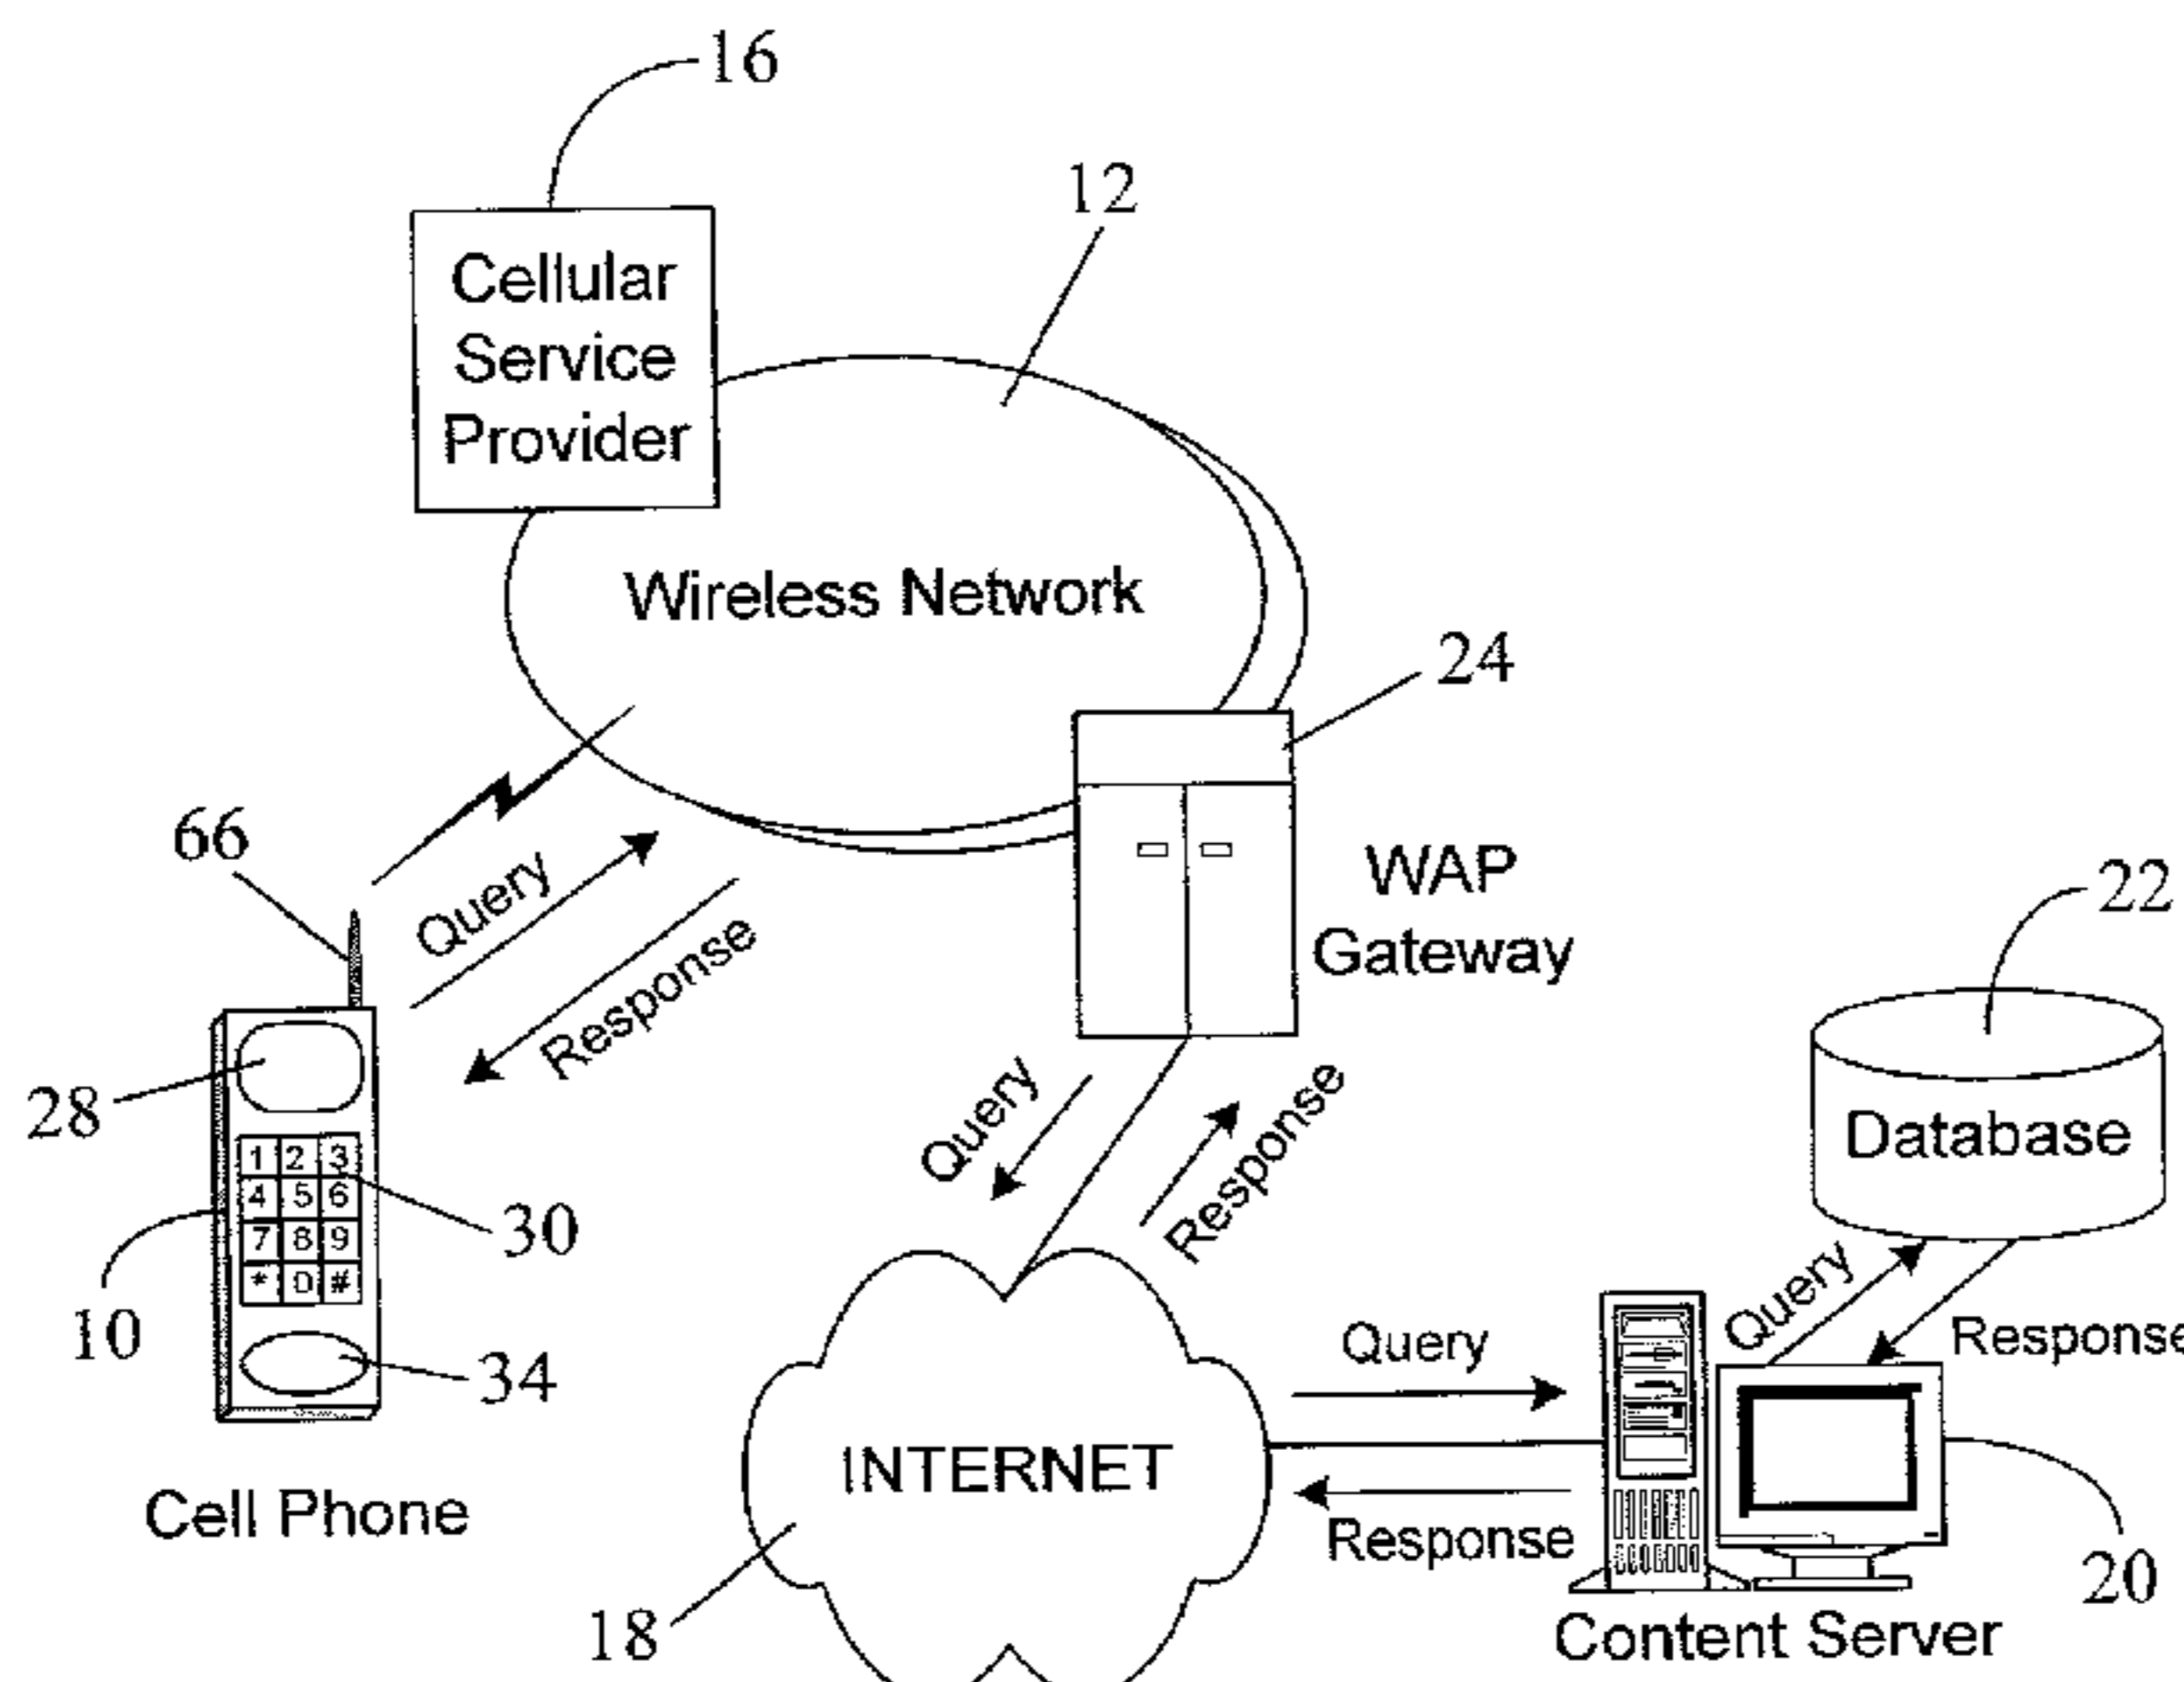 16
12
Cellular
Service
Provider
Wireless Network
24
66
Query
Response
WAP
Gateway
22
28
Query
Response
Database
1 2 3
4 5 6
7 8 9
* 0 #
30
10
34
Query
Query
Response
INTERNET
Response
Cell Phone
18
20
Content Server